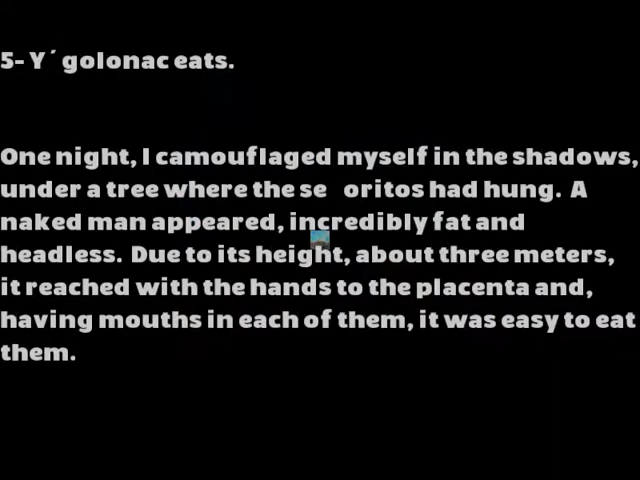 5- Y´golonac eats.
One night, I camouflaged myself in the shadows,
under a tree where the se oritos had hung. A
naked man appeared, incredibly fat and
headless. Due to its height, about three meters,
it reached with the hands to the placenta and,
having mouths in each of them, it was easy to eat
them.